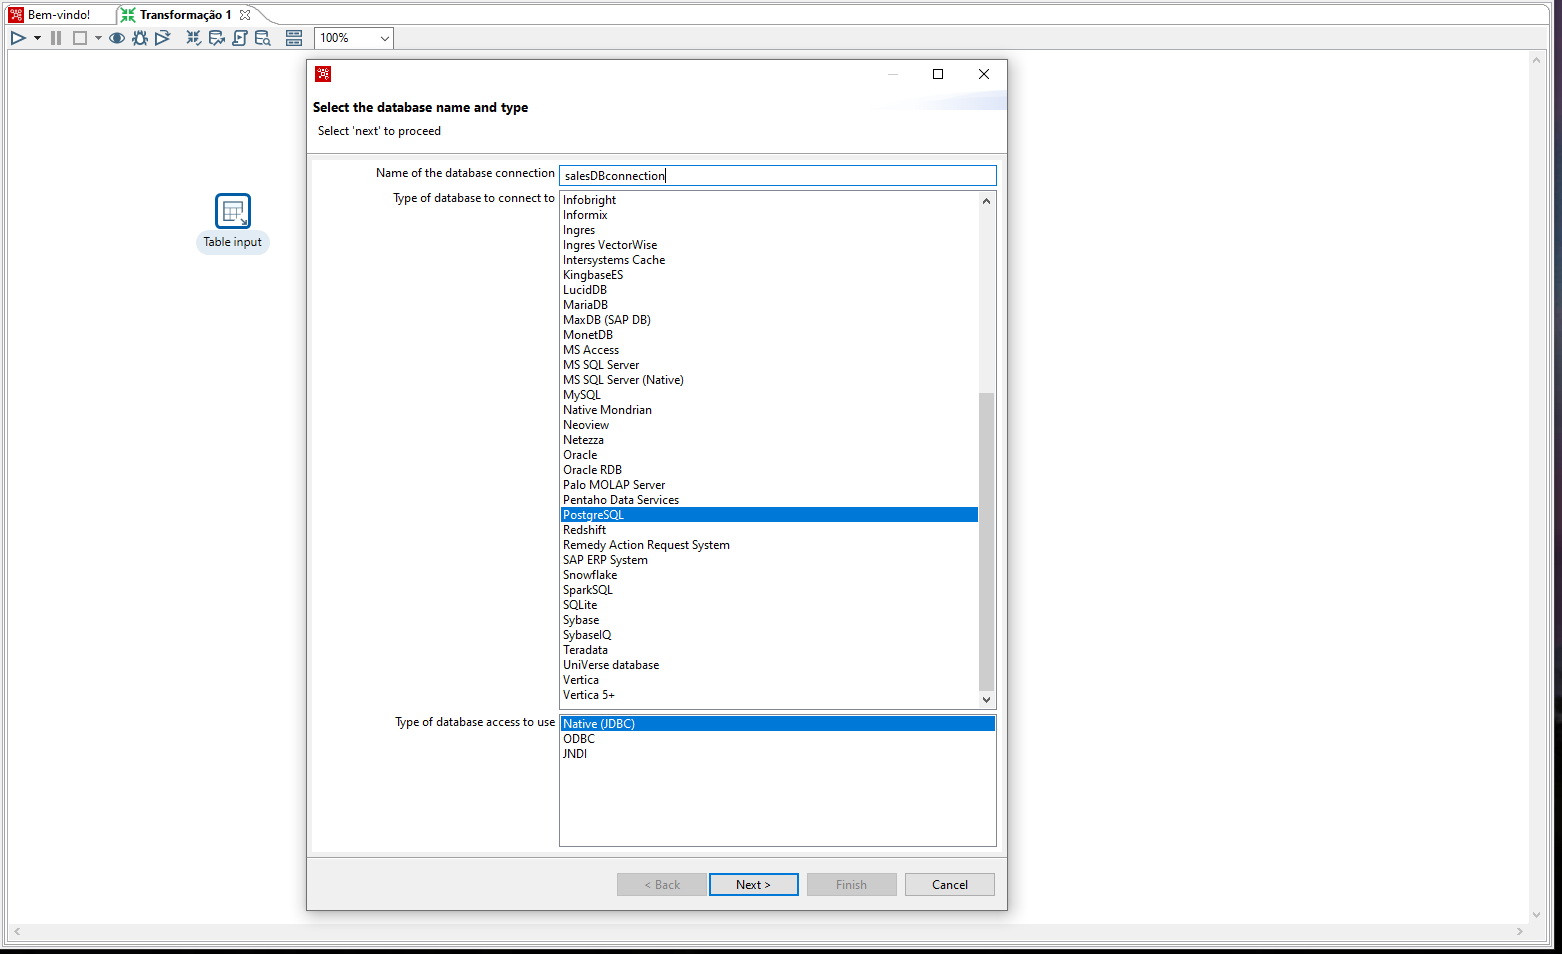 Bem-vindo!
Transformação 1
100%
Select the database name and type
Select 'next' to proceed
Name of the database connection
salesDBconnection
Type of database to connect to
Infobright
Informix
Ingres
Ingres VectorWise
Intersystems Cache
KingbaseES
LucidDB
MariaDB
MaxDB (SAP DB)
MonetDB
MS Access
MS SQL Server
MS SQL Server (Native)
MySQL
Native Mondrian
Neoview
Netezza
Oracle
Oracle RDB
Palo MOLAP Server
Pentaho Data Services
PostgreSQL
Redshift
Remedy Action Request System
SAP ERP System
Snowflake
SparkSQL
SQLite
Sybase
SybaseIQ
Teradata
UniVerse database
Vertica
Vertica 5+
Type of database access to use
Native (JDBC)
ODBC
JNDI
< Back
Next >
Finish
Cancel
Table input